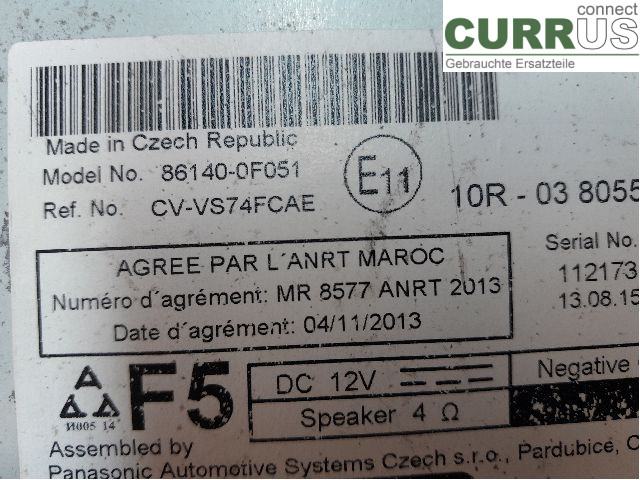 connect
CURRUS
Gebrauchte Ersatzteile
Made in Czech Republic
Model No. 86140-0F051
Ref. No. CV-VS74FCAE
E11
10R - 03 8055
AGREE PAR L´ANRT MAROC
Numéro d´agrément: MR 8577 ANRT 2013
Date d´agrément: 04/11/2013
Serial No.
112173
13.08.15
И005 14
F5
DC 12V
Negative
Speaker 4 Ω
Assembled by
Panasonic Automotive Systems Czech s.r.o., Pardubice,